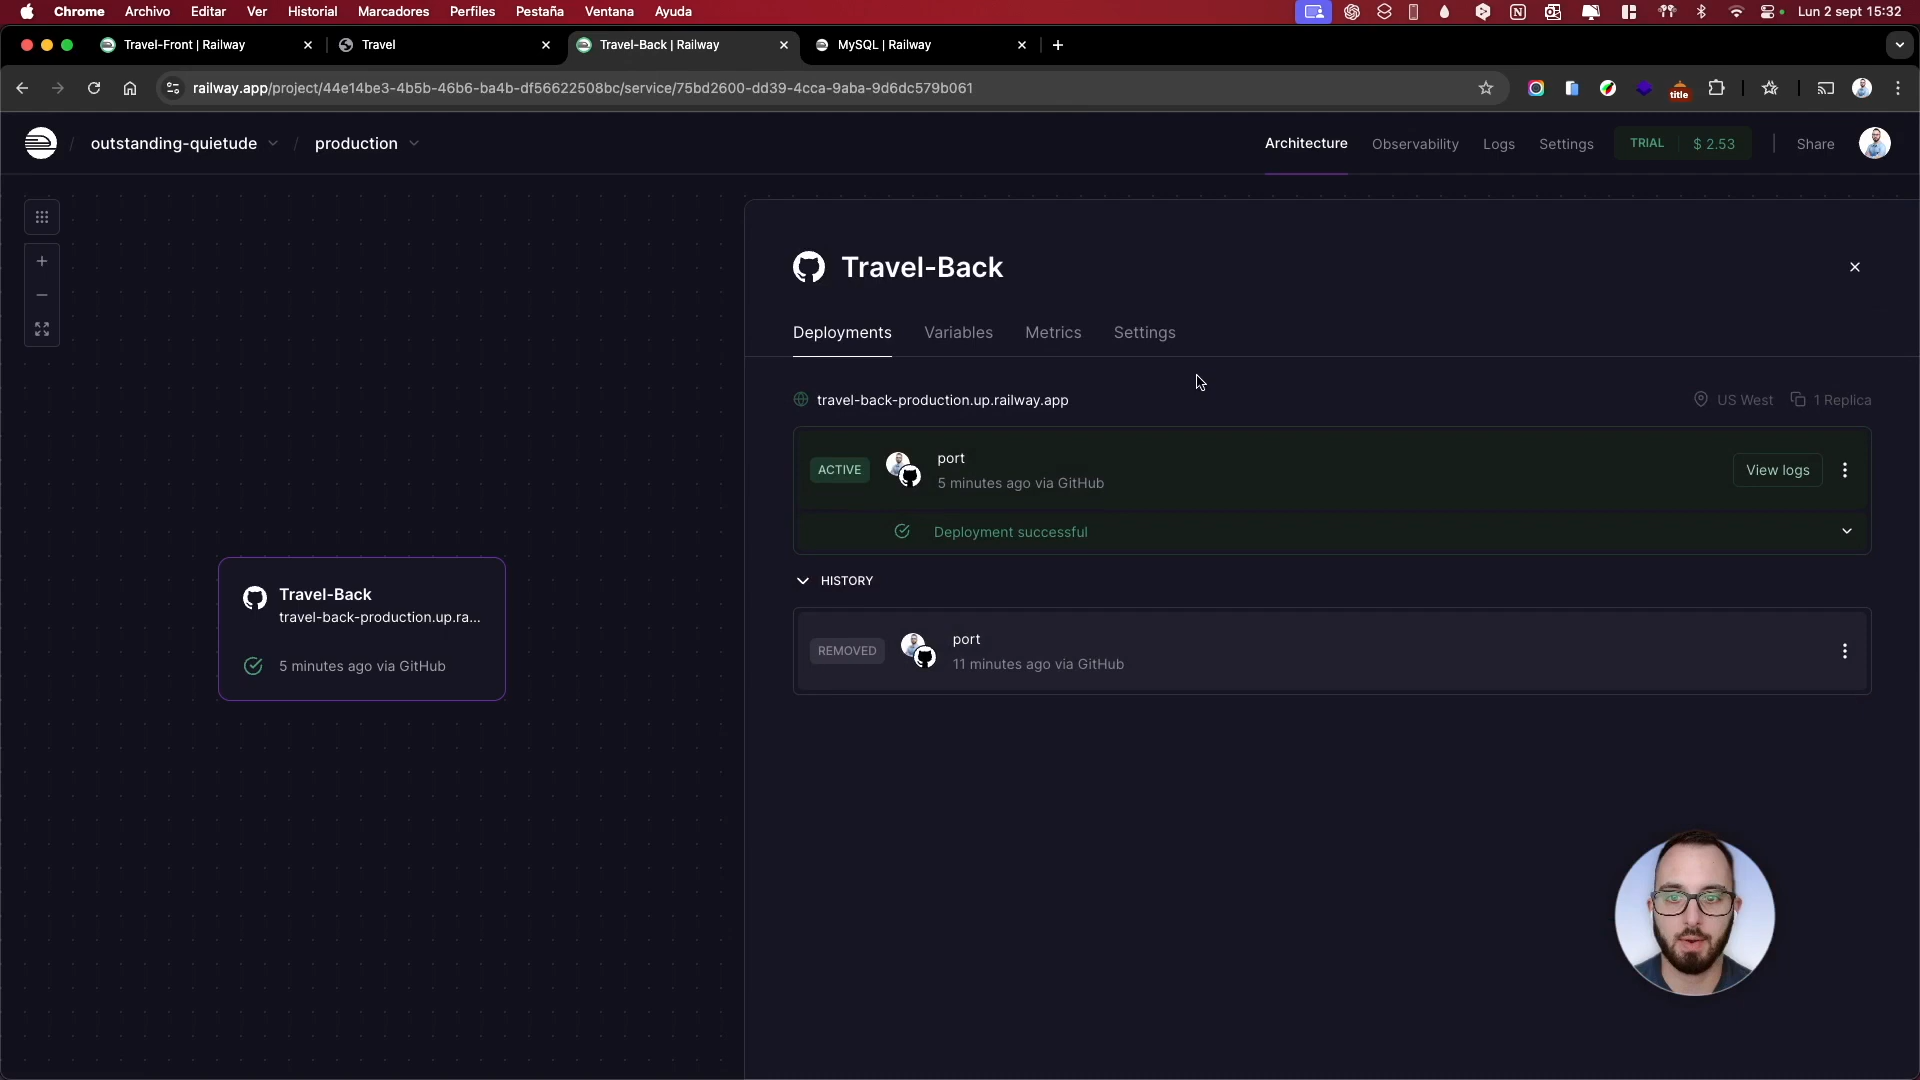 Chrome Archivo Editar Ver Historial Marcadores Perfiles Pestaña Ventana Ayuda Lun 2 sept 15:32
Travel-Front | Railway Travel Travel-Back | Railway MySQL | Railway
railway.app/project/44e14be3-4b5b-46b6-ba4b-df56622508bc/service/75bd2600-dd39-4cca-9aba-9d6dc579b061
title
outstanding-quietude / production Architecture Observability Logs Settings TRIAL $ 2.53 Share
Travel-Back
Deployments Variables Metrics Settings
travel-back-production.up.railway.app US West 1 Replica
ACTIVE port View logs
5 minutes ago via GitHub
Deployment successful
HISTORY
REMOVED port
11 minutes ago via GitHub
Travel-Back
travel-back-production.up.ra...
5 minutes ago via GitHub